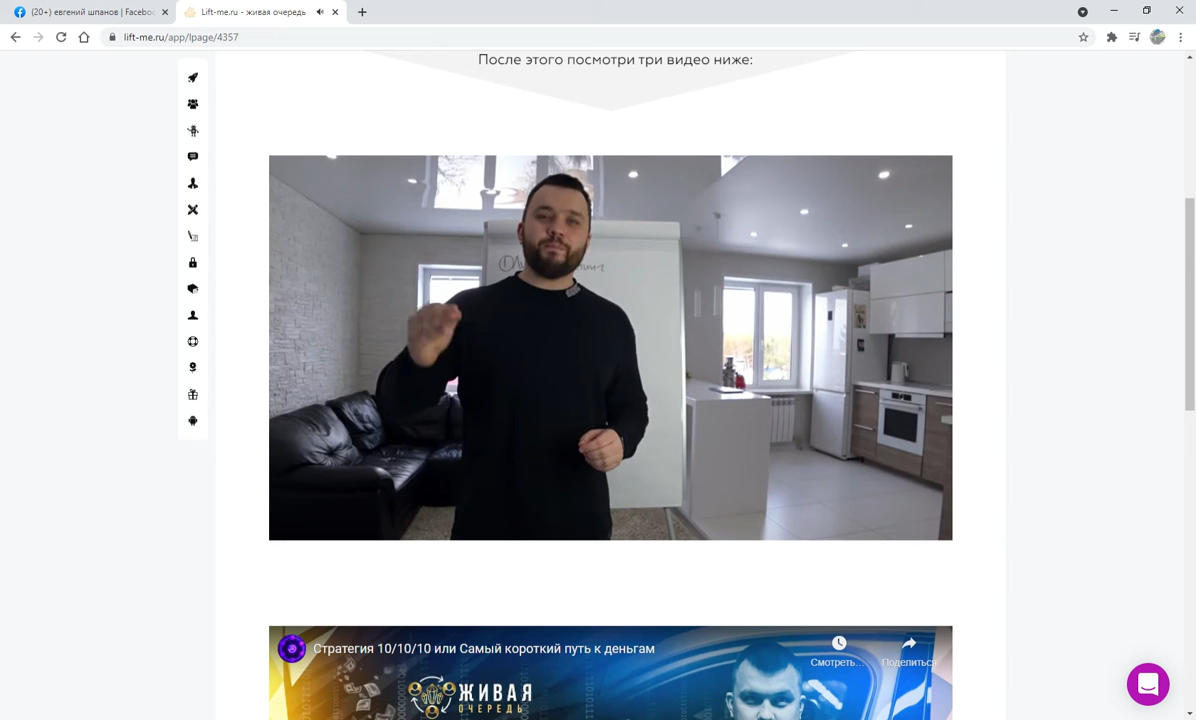 (20+) евгений шпанов | Faceboo
Lift-me.ru - живая очередь
lift-me.ru/app/lpage/4357
После этого посмотри три видео ниже:
Стратегия 10/10/10 или Самый короткий путь к деньгам
Смотреть...
Поделиться
ЖИВАЯ
ОЧЕРЕДЬ